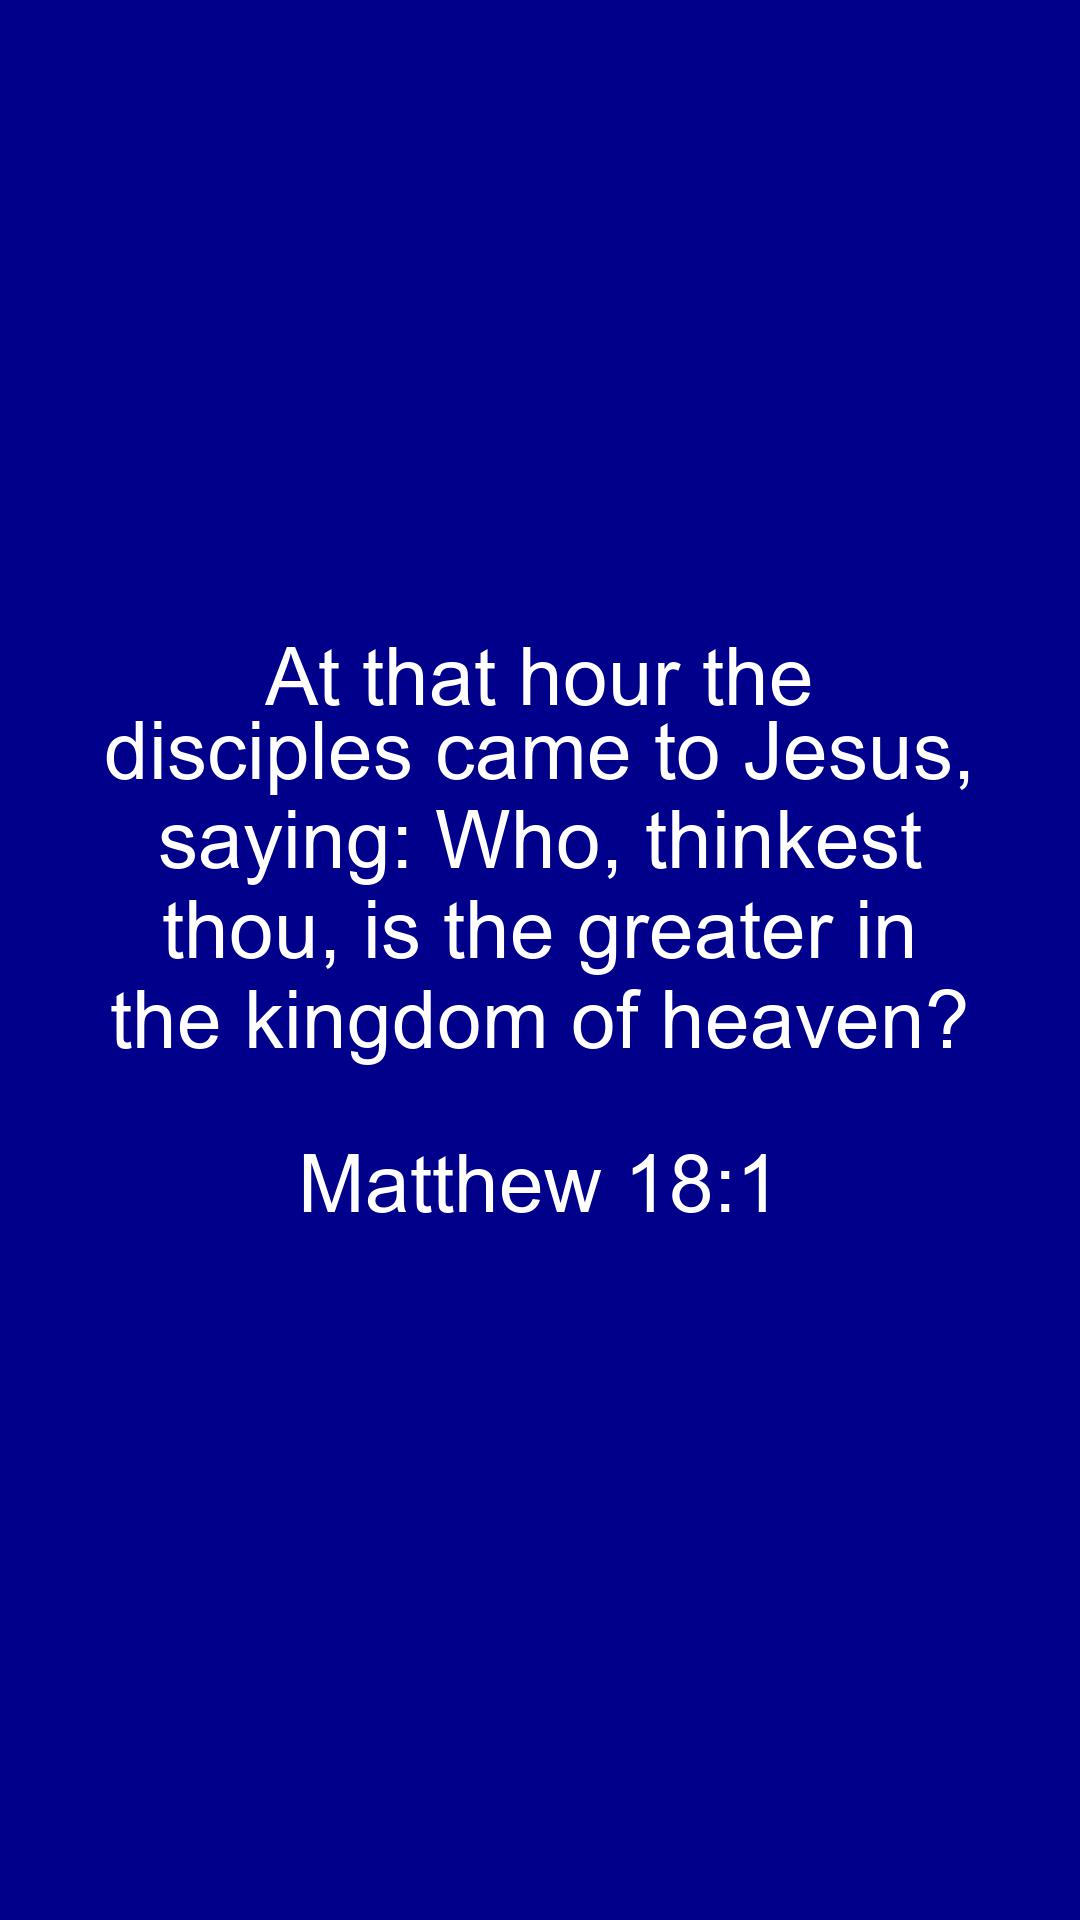 At that hour the
disciples came to Jesus,
saying: Who, thinkest
thou, is the greater in
the kingdom of heaven?
Matthew 18:1